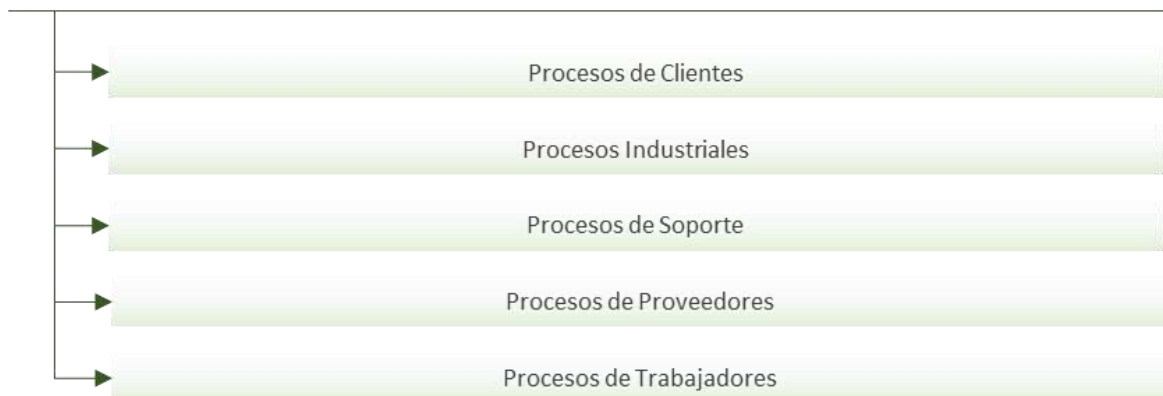 Procesos de Clientes
Procesos Industriales
Procesos de Soporte
Procesos de Proveedores
Procesos de Trabajadores